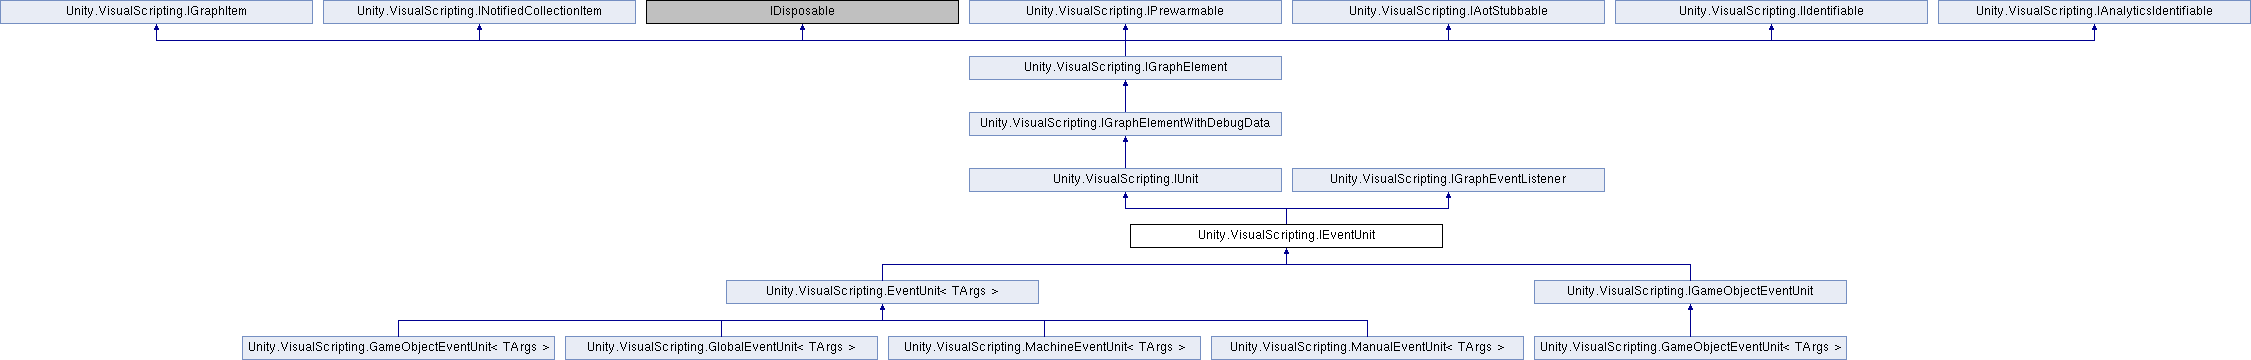 Unity.VisualScripting.IGraphItem
Unity.VisualScripting.INotifiedCollectionItem
IDisposable
Unity.VisualScripting.IPrewarmable
Unity.VisualScripting.IAotStubbable
Unity.VisualScripting.IIdentifiable
Unity.VisualScripting.IAnalyticsIdentifiable
Unity.VisualScripting.IGraphElement
Unity.VisualScripting.IGraphElementWithDebugData
Unity.VisualScripting.IUnit
Unity.VisualScripting.IGraphEventListener
Unity.VisualScripting.IEventUnit
Unity.VisualScripting.EventUnit< TArgs >
Unity.VisualScripting.IGameObjectEventUnit
Unity.VisualScripting.GameObjectEventUnit< TArgs >
Unity.VisualScripting.GlobalEventUnit< TArgs >
Unity.VisualScripting.MachineEventUnit< TArgs >
Unity.VisualScripting.ManualEventUnit< TArgs >
Unity.VisualScripting.GameObjectEventUnit< TArgs >